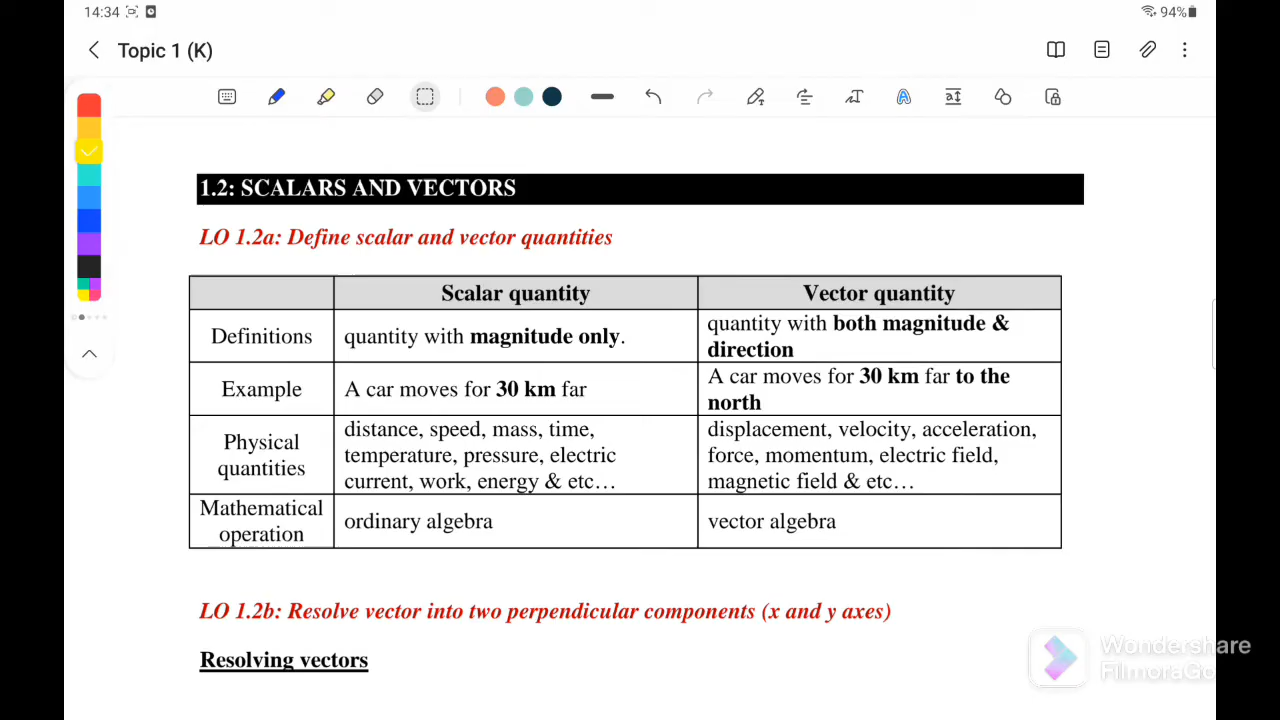 14:34
94%
Topic 1 (K)
1.2: SCALARS AND VECTORS
LO 1.2a: Define scalar and vector quantities
Scalar quantity
Vector quantity
Definitions
quantity with magnitude only.
quantity with both magnitude &
direction
Example
A car moves for 30 km far
A car moves for 30 km far to the
north
Physical
quantities
distance, speed, mass, time,
temperature, pressure, electric
current, work, energy & etc...
displacement, velocity, acceleration,
force, momentum, electric field,
magnetic field & etc...
Mathematical
operation
ordinary algebra
vector algebra
LO 1.2b: Resolve vector into two perpendicular components (x and y axes)
Resolving vectors
Wondershare
FilmoraGo